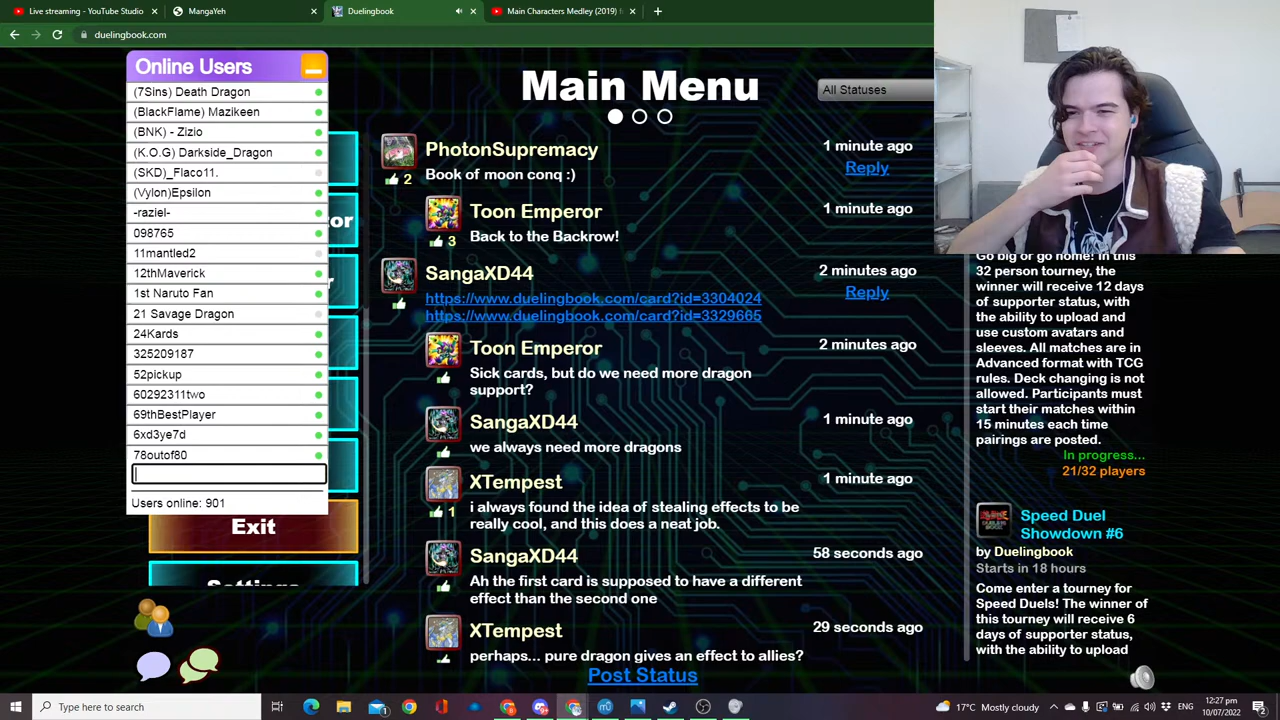 Live streaming - YouTube Studio
MangaYeh
Duelingbook
Main Characters Medley (2019) f
duelingbook.com
Online Users
(7Sins) Death Dragon
(BlackFlame) Mazikeen
(BNK) - Zizio
(K.O.G) Darkside_Dragon
(SKD)_Flaco11.
(Vylon)Epsilon
-raziel-
098765
11mantled2
12thMaverick
1st Naruto Fan
21 Savage Dragon
24Kards
325209187
52pickup
60292311two
69thBestPlayer
6xd3ye7d
78outof80
Users online: 901
Exit
Settings
Main Menu
All Statuses
PhotonSupremacy
1 minute ago
2
Book of moon conq :)
Reply
Toon Emperor
1 minute ago
3
Back to the Backrow!
SangaXD44
2 minutes ago
https://www.duelingbook.com/card?id=3304024
Reply
https://www.duelingbook.com/card?id=3329665
Toon Emperor
2 minutes ago
Sick cards, but do we need more dragon
support?
SangaXD44
1 minute ago
we always need more dragons
XTempest
1 minute ago
1
i always found the idea of stealing effects to be
really cool, and this does a neat job.
SangaXD44
58 seconds ago
Ah the first card is supposed to have a different
effect than the second one
XTempest
29 seconds ago
perhaps... pure dragon gives an effect to allies?
Post Status
Go big or go home! In this
32 person tourney, the
winner will receive 12 days
of supporter status, with
the ability to upload and
use custom avatars and
sleeves. All matches are in
Advanced format with TCG
rules. Deck changing is not
allowed. Participants must
start their matches within
15 minutes each time
pairings are posted.
In progress...
21/32 players
Speed Duel
Showdown #6
by Duelingbook
Starts in 18 hours
Come enter a tourney for
Speed Duels! The winner of
this tourney will receive 6
days of supporter status,
with the ability to upload
Type here to search
17°C Mostly cloudy
12:27 pm
10/07/2022